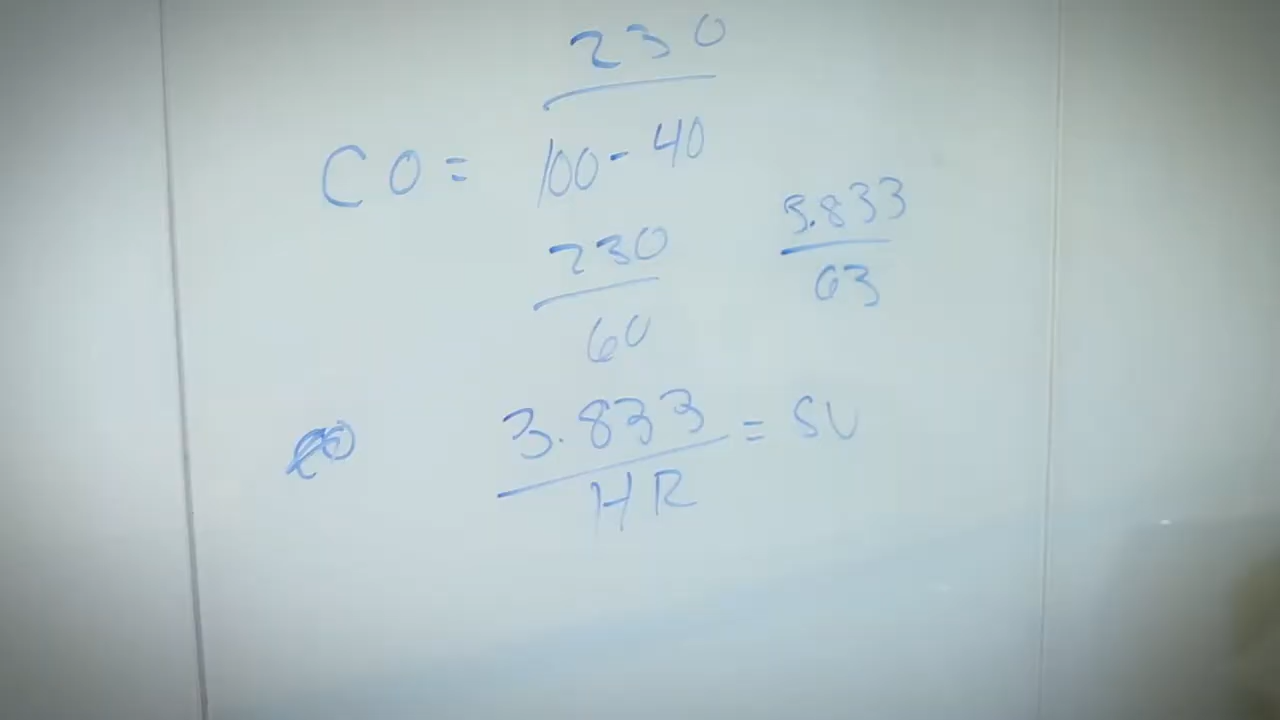 230
CO = 100 - 40
230
60
3.833
63
3.833 = SV
HR